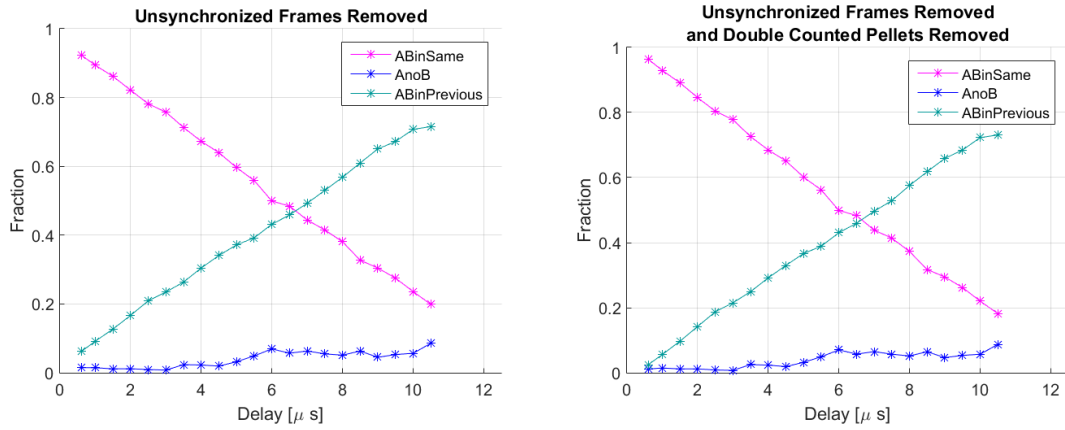 Unsynchronized Frames Removed
1
0.8
0.6
0.4
0.2
0
0
2
4
6
8
10
12
Fraction
Delay [μ s]
ABinSame
AnoB
ABinPrevious
Unsynchronized Frames Removed
and Double Counted Pellets Removed
1
0.8
0.6
0.4
0.2
0
0
2
4
6
8
10
Fraction
Delay [μ s]
ABinSame
AnoB
ABinPrevious